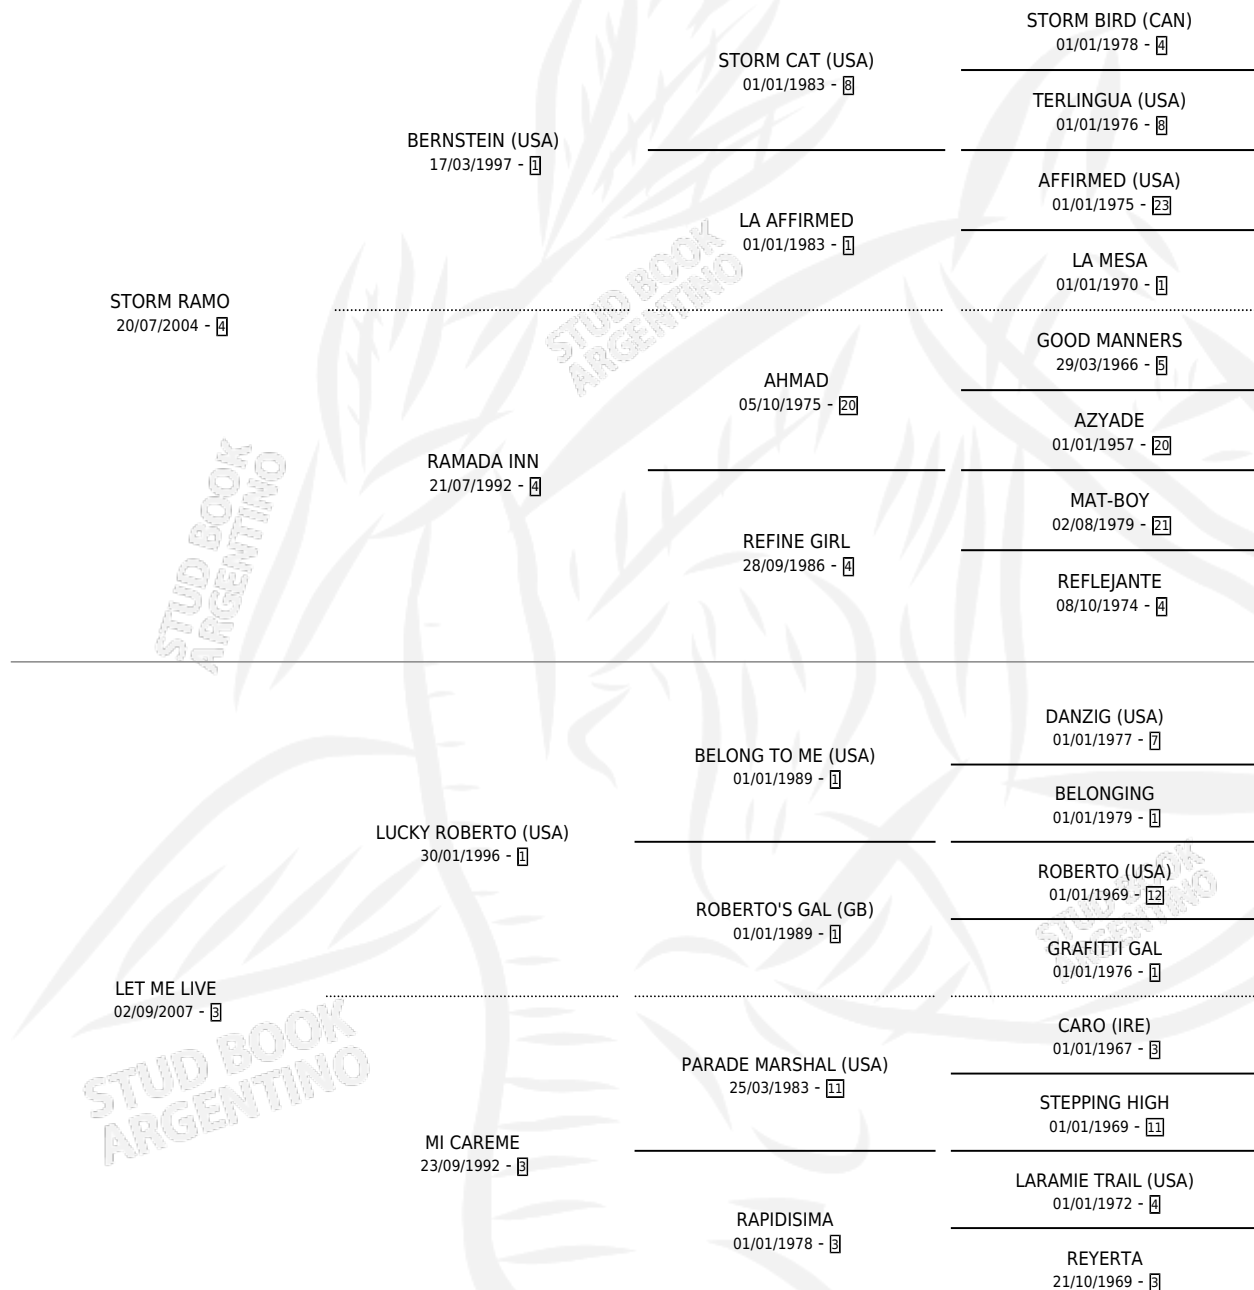 STORM BIRD (CAN)
01/01/1978 - 4
STORM CAT (USA)
01/01/1983 - 8
TERLINGUA (USA)
01/01/1976 - 8
BERNSTEIN (USA)
17/03/1997 - 1
AFFIRMED (USA)
01/01/1975 - 23
LA AFFIRMED
01/01/1983 - 1
LA MESA
01/01/1970 - 1
STORM RAMO
20/07/2004 - 4
GOOD MANNERS
29/03/1966 - 5
AHMAD
05/10/1975 - 20
AZYADE
01/01/1957 - 20
RAMADA INN
21/07/1992 - 4
MAT-BOY
02/08/1979 - 21
REFINE GIRL
28/09/1986 - 4
REFLEJANTE
08/10/1974 - 4
DANZIG (USA)
01/01/1977 - 7
BELONG TO ME (USA)
01/01/1989 - 1
BELONGING
01/01/1979 - 1
LUCKY ROBERTO (USA)
30/01/1996 - 1
ROBERTO (USA)
01/01/1969 - 12
ROBERTO'S GAL (GB)
01/01/1989 - 1
GRAFITTI GAL
01/01/1976 - 1
LET ME LIVE
02/09/2007 - 3
CARO (IRE)
01/01/1967 - 3
PARADE MARSHAL (USA)
25/03/1983 - 11
STEPPING HIGH
01/01/1969 - 11
MI CAREME
23/09/1992 - 3
LARAMIE TRAIL (USA)
01/01/1972 - 4
RAPIDISIMA
01/01/1978 - 3
REYERTA
21/10/1969 - 3
STUD BOOK
ARGENTINO
STUD BOOK
ARGENTINO
STUD BOOK
ARGENTINO
STUD BOOK
ARGENTINO